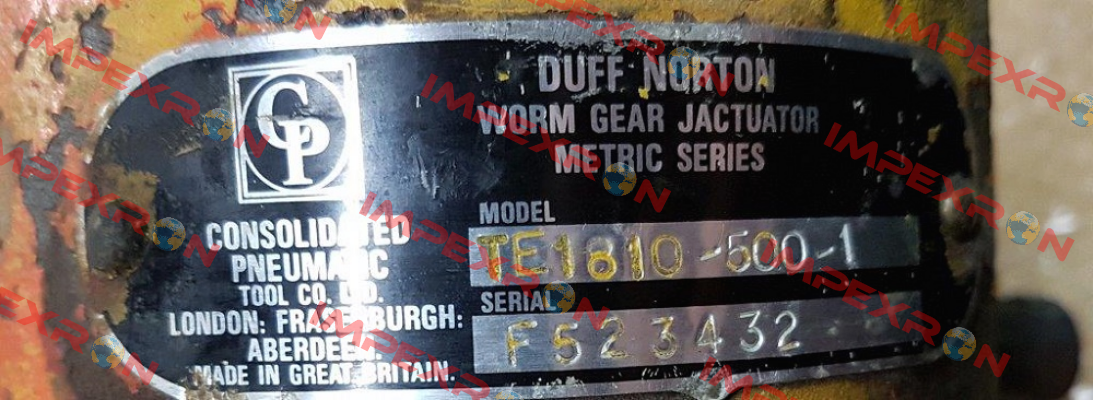 DUFF NORTON
WORM GEAR JACTUATOR
METRIC SERIES
CP
CONSOLIDATED
PNEUMATIC
TOOL CO. LTD.
LONDON: FRASERBURGH:
ABERDEEN.
MADE IN GREAT BRITAIN.
MODEL
TE1810-500-1
SERIAL
F523432
IMPEXRON